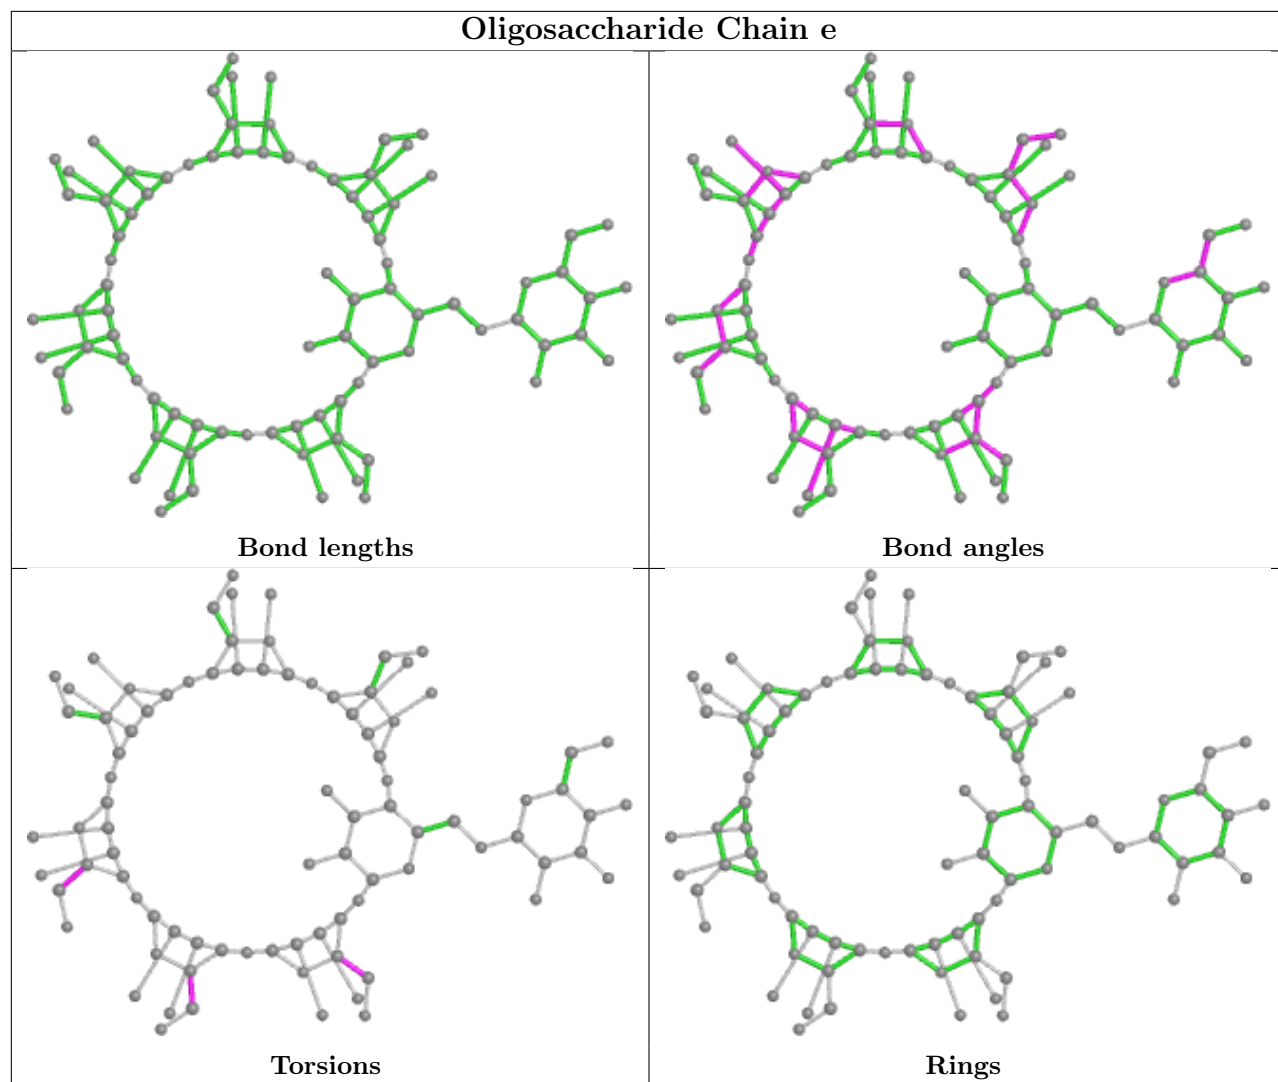 Oligosaccharide Chain e
Bond lengths
Bond angles
Torsions
Rings